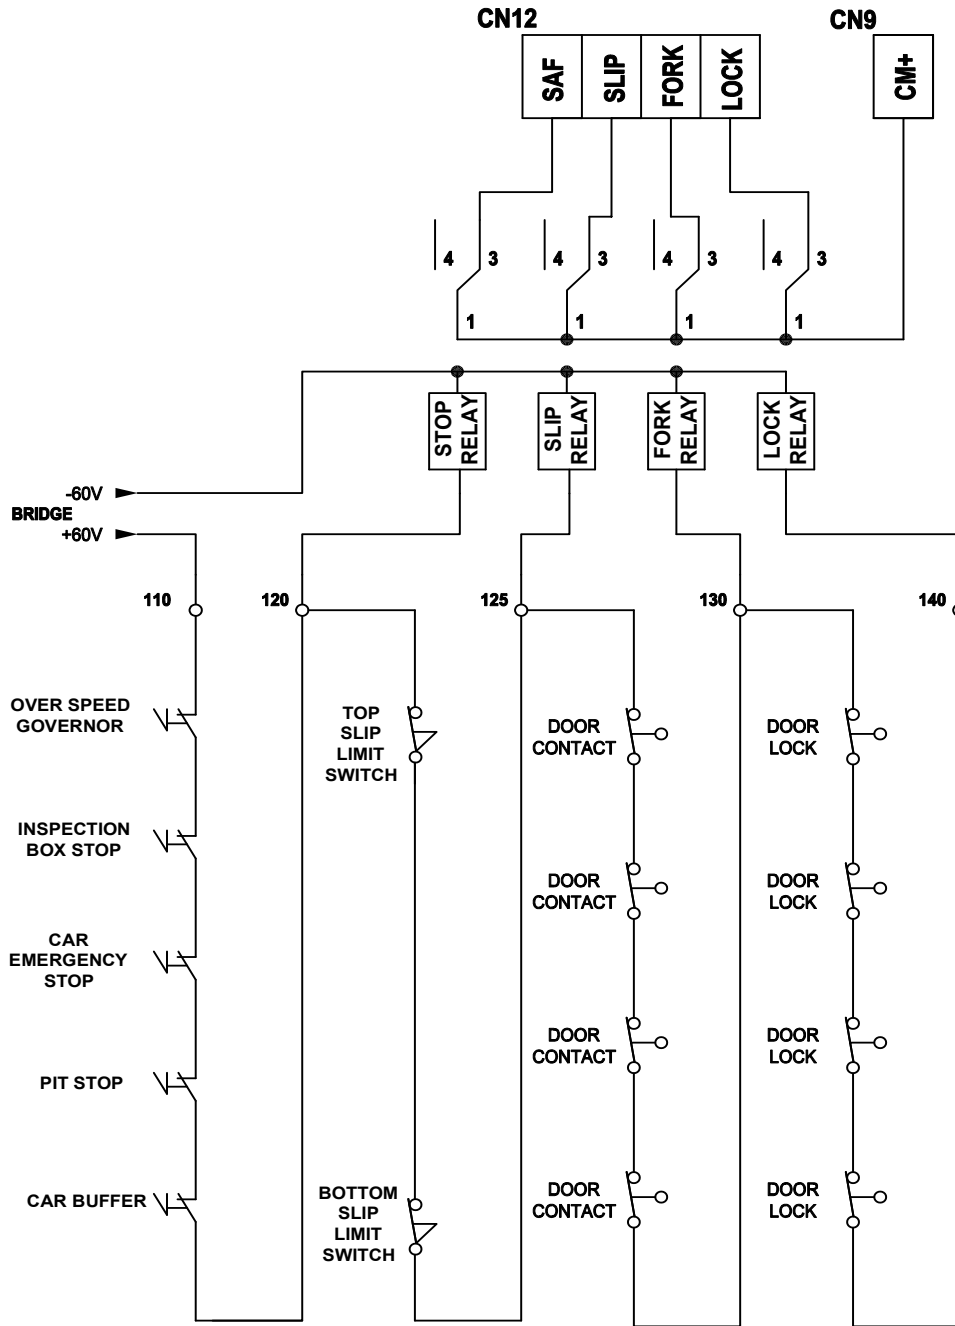 CN12
CN9
SAF
SLIP
FORK
LOCK
CM+
4
3
4
3
4
3
4
3
1
1
1
1
STOP
RELAY
SLIP
RELAY
FORK
RELAY
LOCK
RELAY
-60V
BRIDGE
+60V
110
120
125
130
140
OVER SPEED
GOVERNOR
TOP
SLIP
LIMIT
SWITCH
DOOR
CONTACT
DOOR
LOCK
INSPECTION
BOX STOP
DOOR
CONTACT
DOOR
LOCK
CAR
EMERGENCY
STOP
DOOR
CONTACT
DOOR
LOCK
PIT STOP
CAR BUFFER
BOTTOM
SLIP
LIMIT
SWITCH
DOOR
CONTACT
DOOR
LOCK